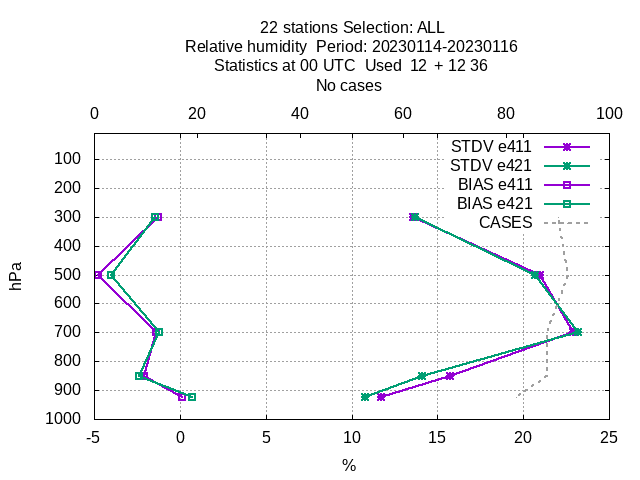 22 stations Selection: ALL
Relative humidity  Period: 20230114-20230116
Statistics at 00 UTC  Used  12  + 12 36
No cases
0 20 40 60 80 100
STDV e411
STDV e421
BIAS e411
BIAS e421
CASES
100
200
300
400
500
600
700
800
900
1000
hPa
-5 0 5 10 15 20 25
%